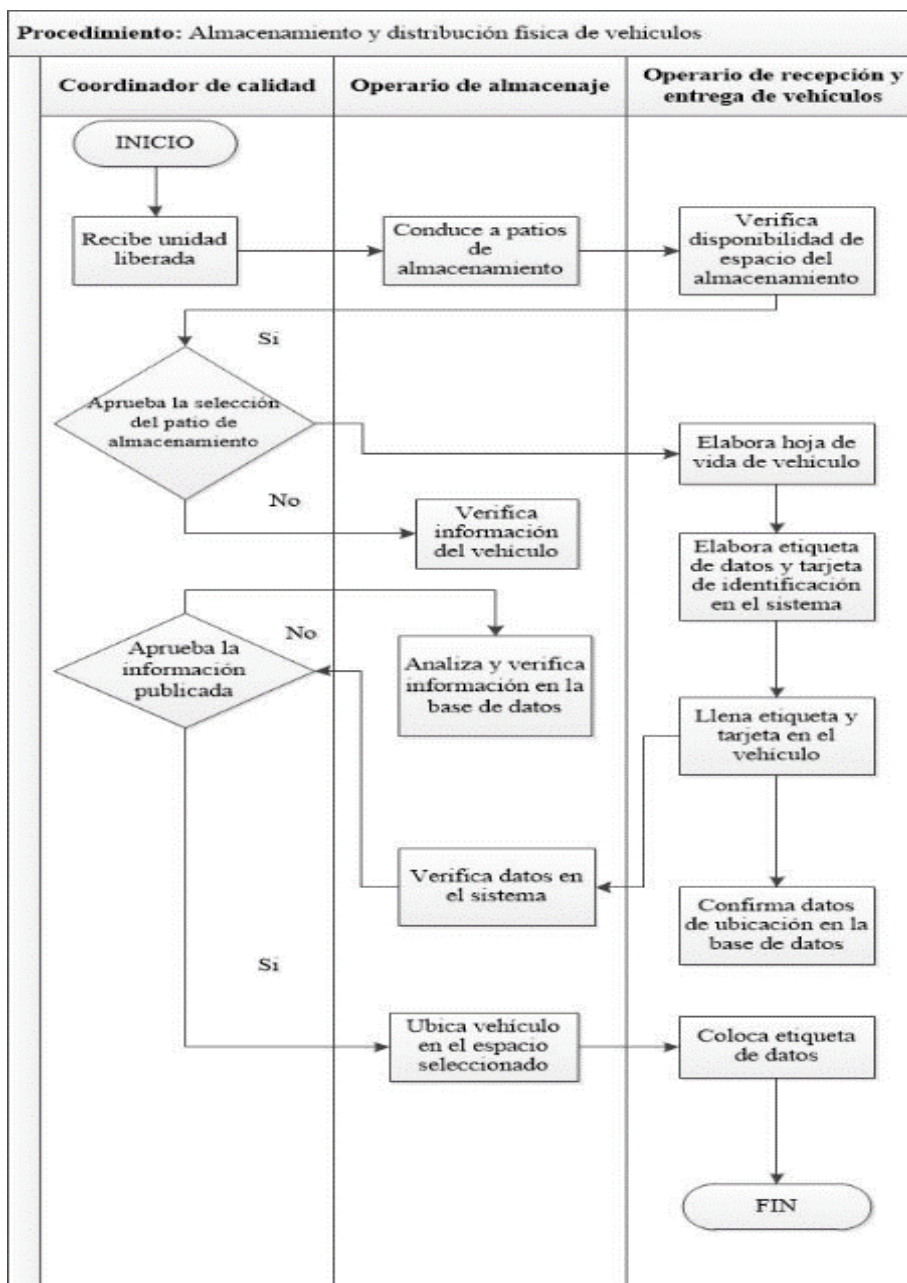 Procedimiento: Almacenamiento y distribución física de vehículos
Coordinador de calidad
Operario de almacenaje
Operario de recepción y
entrega de vehículos
INICIO
Recibe unidad
liberada
Conduce a patios
de
almacenamiento
Verifica
disponibilidad de
espacio del
almacenamiento
Si
Aprueba la selección
del patio de
almacenamiento
Elabora hoja de
vida de vehículo
No
Verifica
información
del vehículo
Elabora etiqueta
de datos y tarjeta
de identificación
en el sistema
No
Aprueba la
información
publicada
Analiza y verifica
información en la
base de datos
Llena etiqueta y
tarjeta en el
vehículo
Verifica datos en
el sistema
Confirma datos
de ubicación en la
base de datos
Si
Ubica vehículo
en el espacio
seleccionado
Coloca etiqueta
de datos
FIN